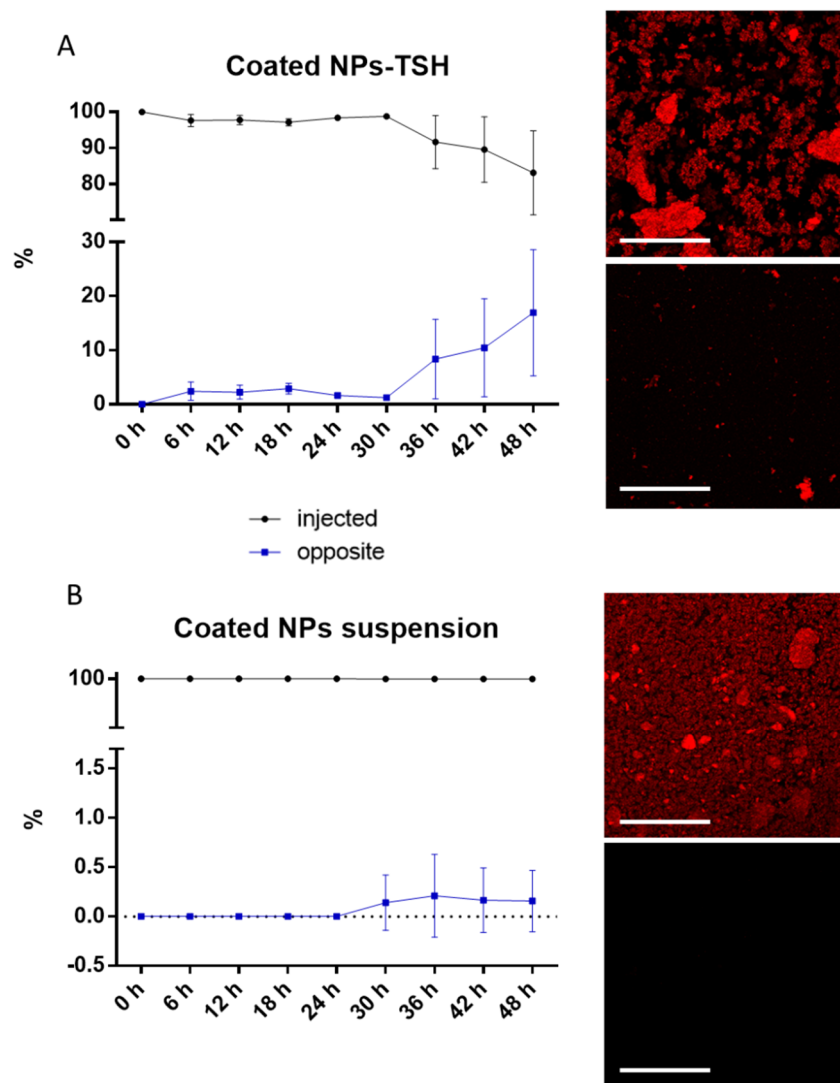 A
Coated NPs-TSH
100
90
80
30
20
10
0
%
0 h 6 h 12 h 18 h 24 h 30 h 36 h 42 h 48 h
injected
opposite
B
Coated NPs suspension
100
1.5
1.0
0.5
0.0
-0.5
%
0 h 6 h 12 h 18 h 24 h 30 h 36 h 42 h 48 h